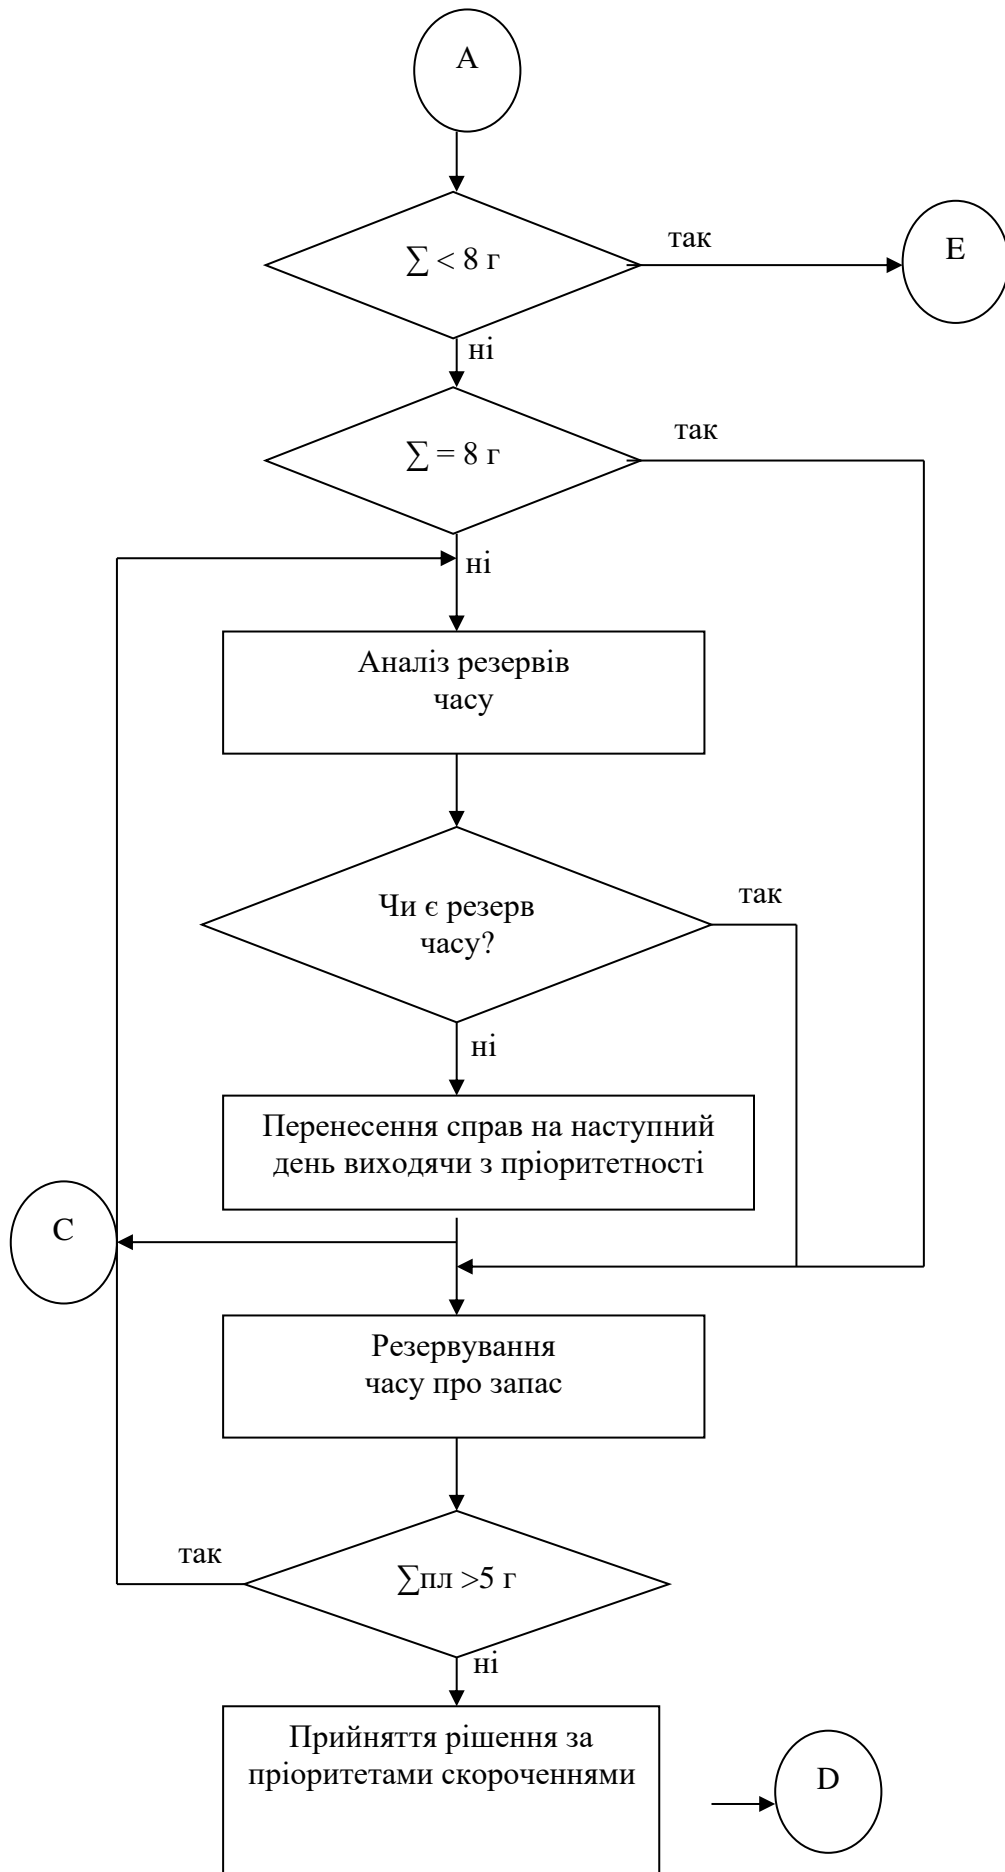 A
∑ < 8 г
так
E
ні
∑ = 8 г
так
ні
Аналіз резервів
часу
Чи є резерв
часу?
так
ні
Перенесення справ на наступний
день виходячи з пріоритетності
C
Резервування
часу про запас
так
∑пл >5 г
ні
Прийняття рішення за
пріоритетами скороченнями
D